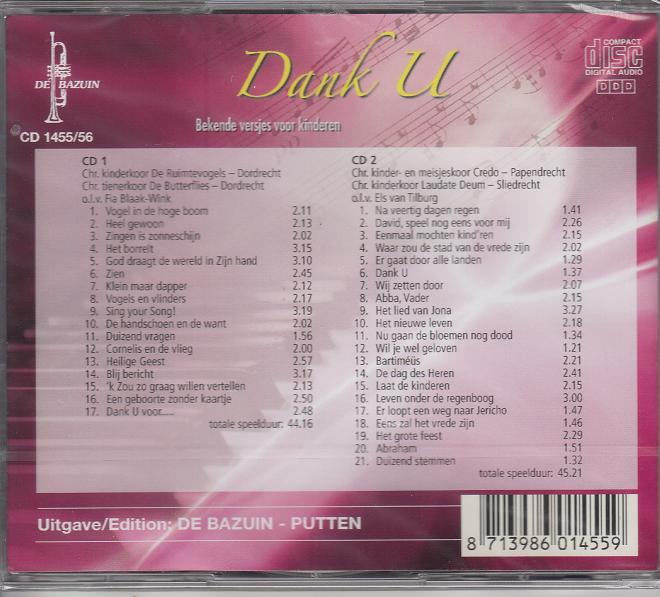 Dank U
DE BAZUIN
CD 1455/56
COMPACT
disc
DIGITAL AUDIO
DDD
Bekende versjes voor kinderen
CD 1
Chr. kinderkoor De Ruimtevogels – Dordrecht
Chr. tienerkoor De Butterflies – Dordrecht
o.l.v. Fia Blaak-Wink
1. Vogel in de hoge boom 2.11
2. Heel gewoon 2.13
3. Zingen is zonneschijn 2.02
4. Het borrelt 3.15
5. God draagt de wereld in Zijn hand 3.10
6. Zien 2.45
7. Klein maar dapper 2.12
8. Vogels en vlinders 2.17
9. Sing your Song! 3.19
10. De handschoen en de want 2.02
11. Duizend vragen 1.56
12. Cornelis en de vlieg 2.00
13. Heilige Geest 2.57
14. Blij bericht 3.17
15. 'k Zou zo graag willen vertellen 2.13
16. Een geboorte zonder kaartje 2.50
17. Dank U voor..... 2.48
totale speelduur: 44.16
CD 2
Chr. kinder- en meisjeskoor Credo – Papendrecht
Chr. kinderkoor Laudate Deum – Sliedrecht
o.l.v. Els van Tilburg
1. Na veertig dagen regen 1.41
2. David, speel nog eens voor mij 2.26
3. Eenmaal mochten kind'ren 2.15
4. Waar zou de stad van de vrede zijn 2.02
5. Er gaat door alle landen 1.29
6. Dank U 1.37
7. Wij zetten door 2.07
8. Abba, Vader 2.15
9. Het lied van Jona 3.27
10. Het nieuwe leven 2.18
11. Nu gaan de bloemen nog dood 1.34
12. Wil je wel geloven 1.21
13. Bartiméüs 2.21
14. De dag des Heren 2.41
15. Laat de kinderen 2.15
16. Leven onder de regenboog 3.00
17. Er loopt een weg naar Jericho 1.47
18. Eens zal het vrede zijn 1.46
19. Het grote feest 2.29
20. Abraham 1.51
21. Duizend stemmen 1.32
totale speelduur: 45.21
Uitgave/Edition: DE BAZUIN - PUTTEN
8 713986 014559